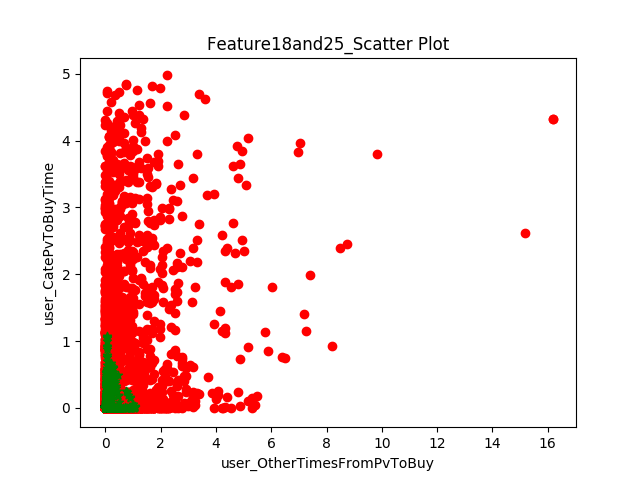 Feature18and25_Scatter Plot
user_CatePvToBuyTime
5
4
3
2
1
0
0 2 4 6 8 10 12 14 16
user_OtherTimesFromPvToBuy